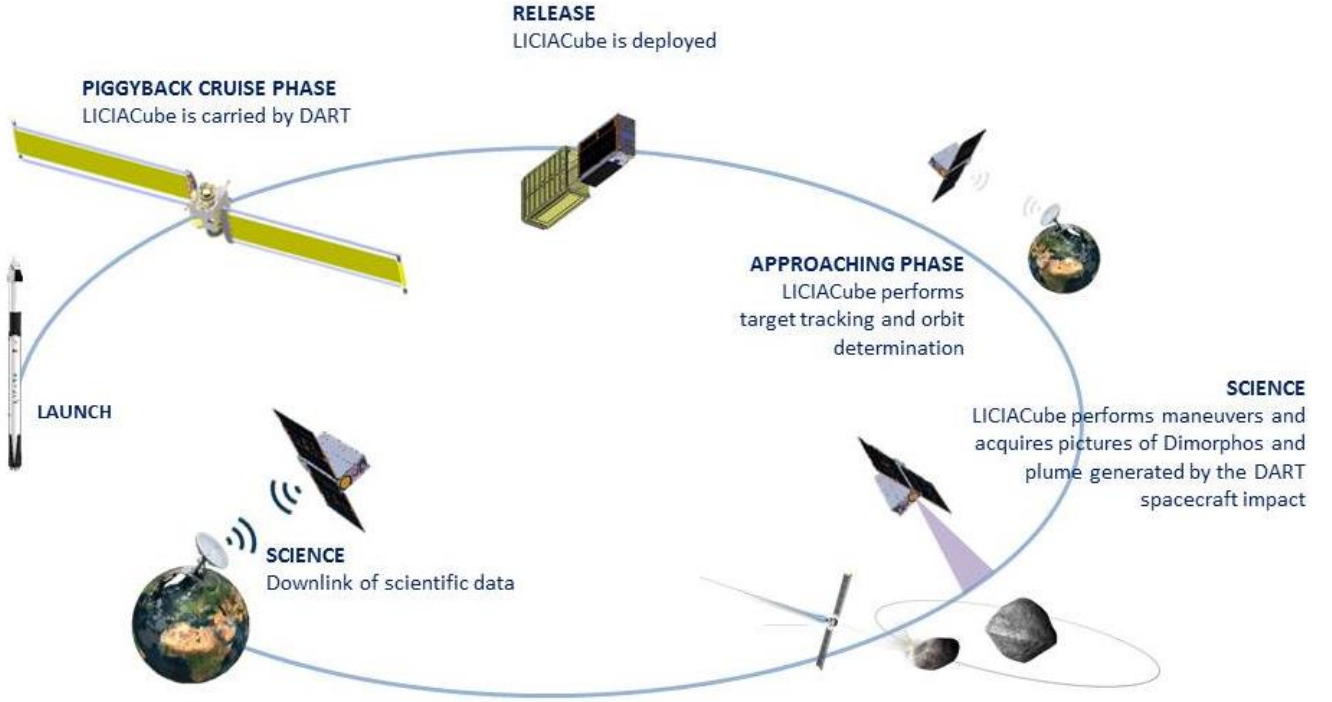 RELEASE
LICIACube is deployed
PIGGYBACK CRUISE PHASE
LICIACube is carried by DART
APPROACHING PHASE
LICIACube performs
target tracking and orbit
determination
LAUNCH
SCIENCE
LICIACube performs maneuvers and
acquires pictures of Dimorphos and
plume generated by the DART
spacecraft impact
SCIENCE
Downlink of scientific data